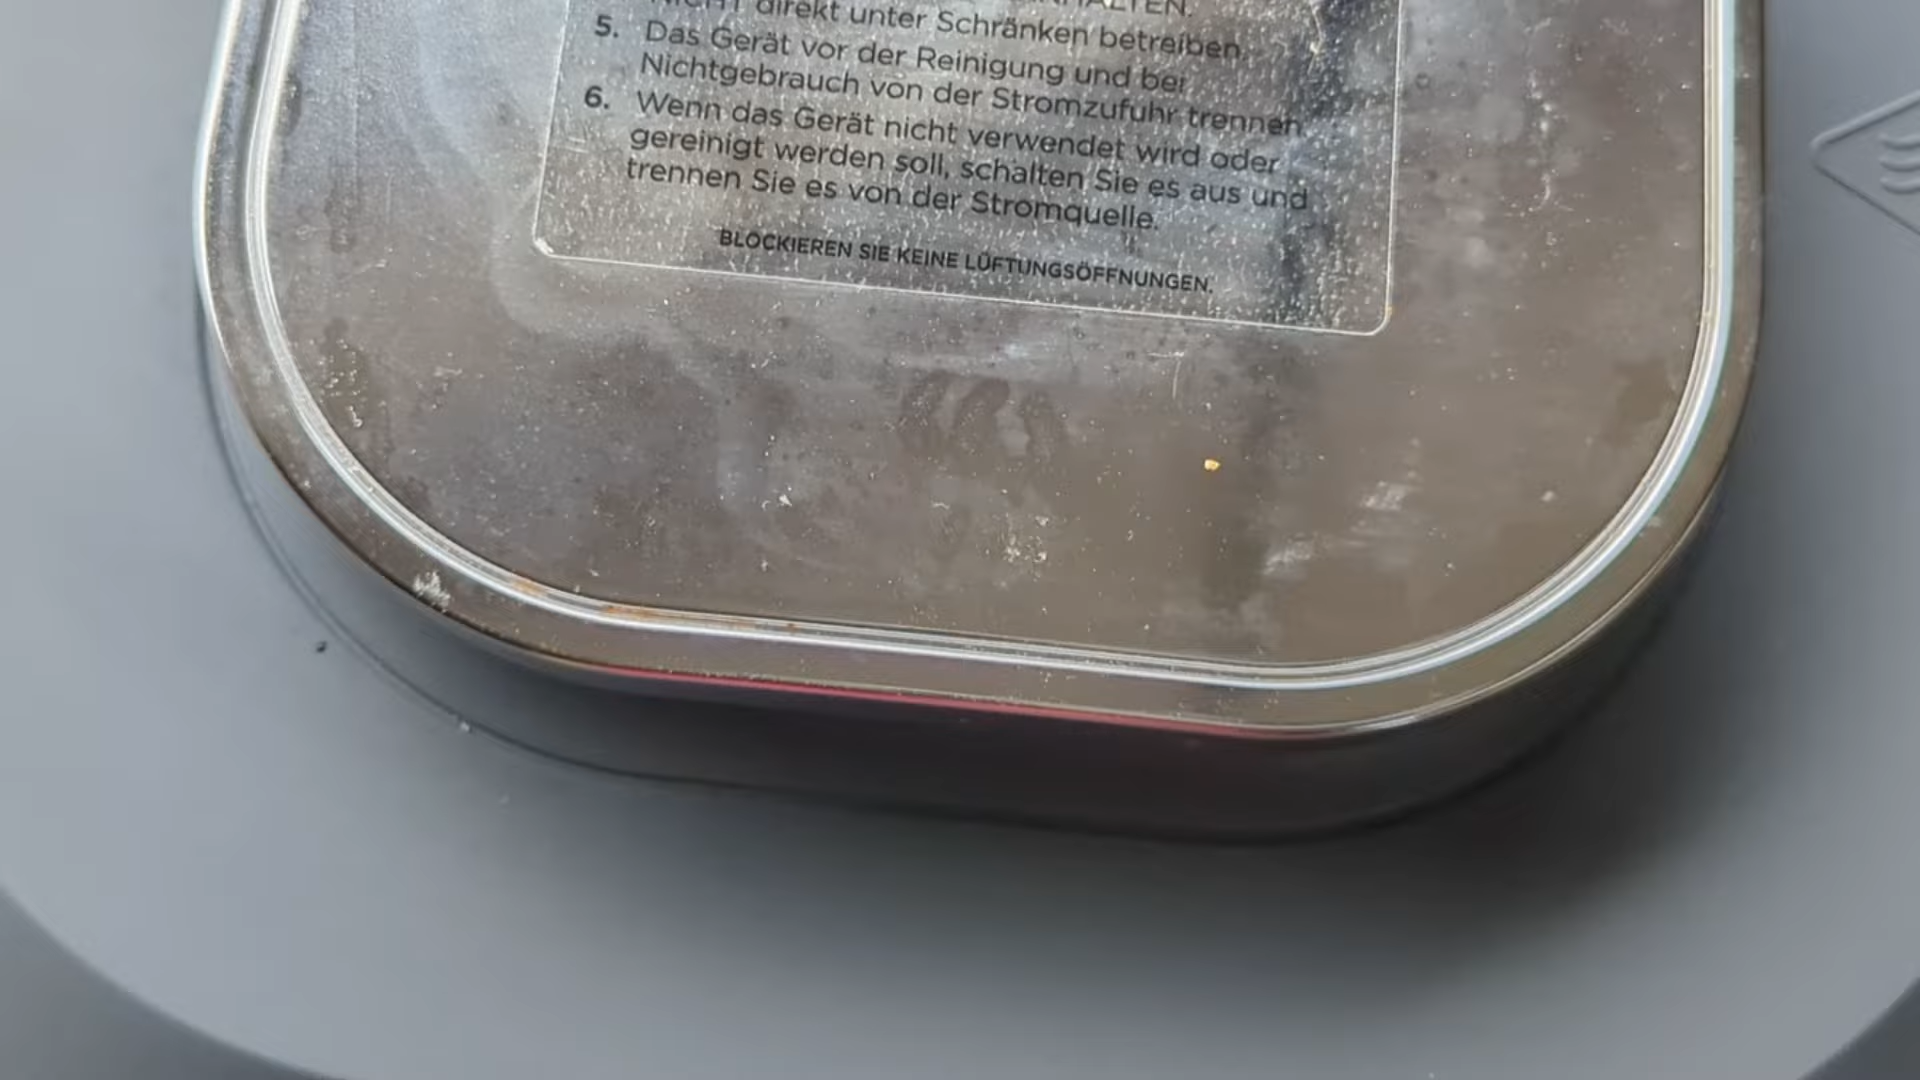 NICHT direkt unter Schränken betreiben.
5. Das Gerät vor der Reinigung und bei
Nichtgebrauch von der Stromzufuhr trennen.
6. Wenn das Gerät nicht verwendet wird oder
gereinigt werden soll, schalten Sie es aus und
trennen Sie es von der Stromquelle.
BLOCKIEREN SIE KEINE LÜFTUNGSÖFFNUNGEN.